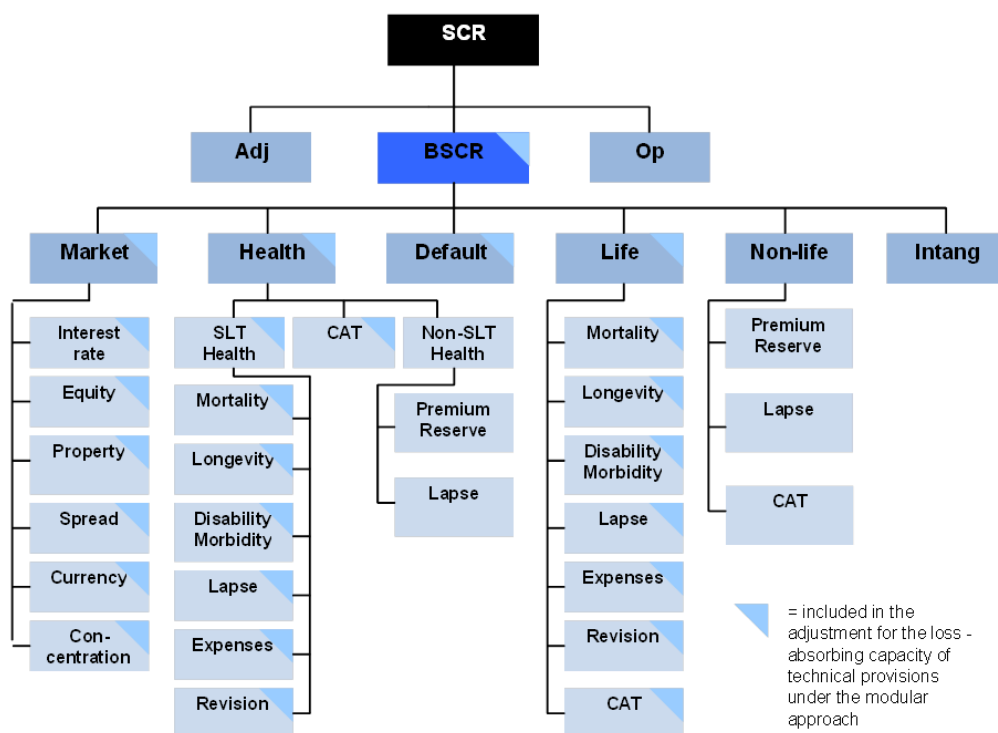 SCR
Adj
BSCR
Op
Market
Health
Default
Life
Non-life
Intang
Interest
rate
Equity
Property
Spread
Currency
Con-
centration
SLT
Health
CAT
Non-SLT
Health
Mortality
Longevity
Disability
Morbidity
Lapse
Expenses
Revision
Premium
Reserve
Lapse
Mortality
Longevity
Disability
Morbidity
Lapse
Expenses
Revision
CAT
Premium
Reserve
Lapse
CAT
= included in the
adjustment for the loss -
absorbing capacity of
technical provisions
under the modular
approach